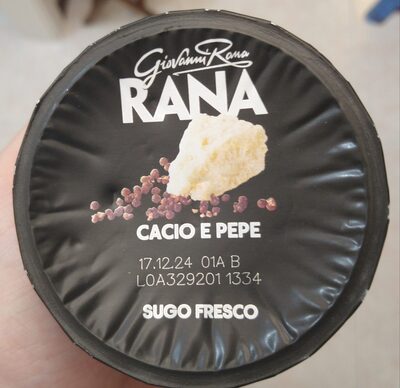 Giovanni Rana
RANA
CACIO E PEPE
17.12.24 01A B
L0A329201 1334
SUGO FRESCO